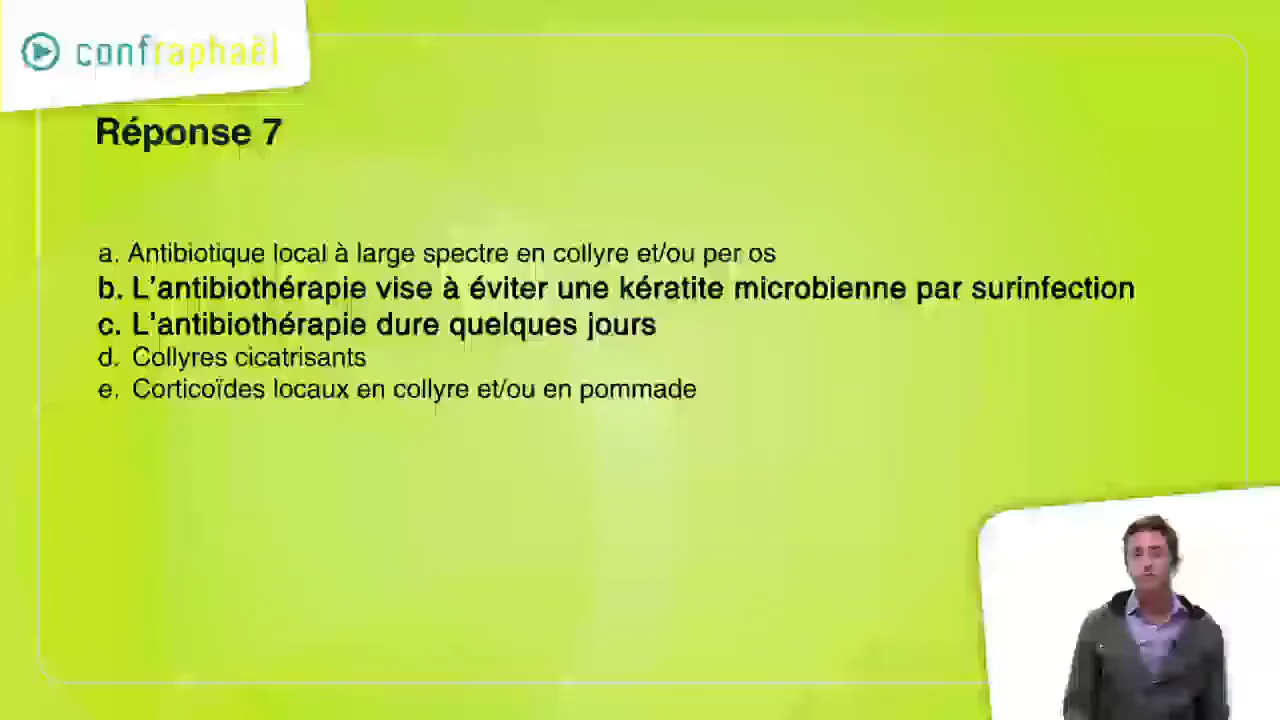 confraphaël
Réponse 7
a. Antibiotique local à large spectre en collyre et/ou per os
b. L'antibiothérapie vise à éviter une kératite microbienne par surinfection
c. L'antibiothérapie dure quelques jours
d. Collyres cicatrisants
e. Corticoïdes locaux en collyre et/ou en pommade